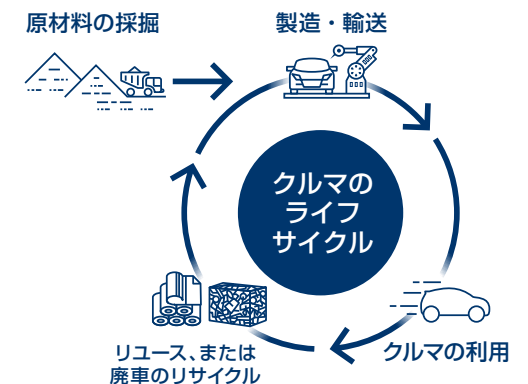 原材料の採掘
製造・輸送
クルマの
ライフ
サイクル
クルマの利用
リユース、または
廃車のリサイクル